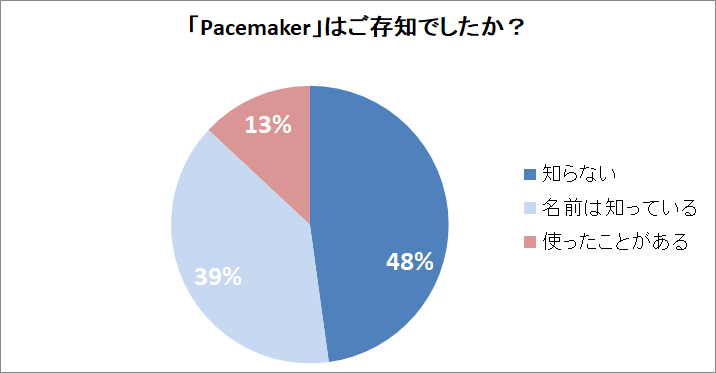 「Pacemaker」はご存知でしたか？
13%
48%
39%
知らない
名前は知っている
使ったことがある